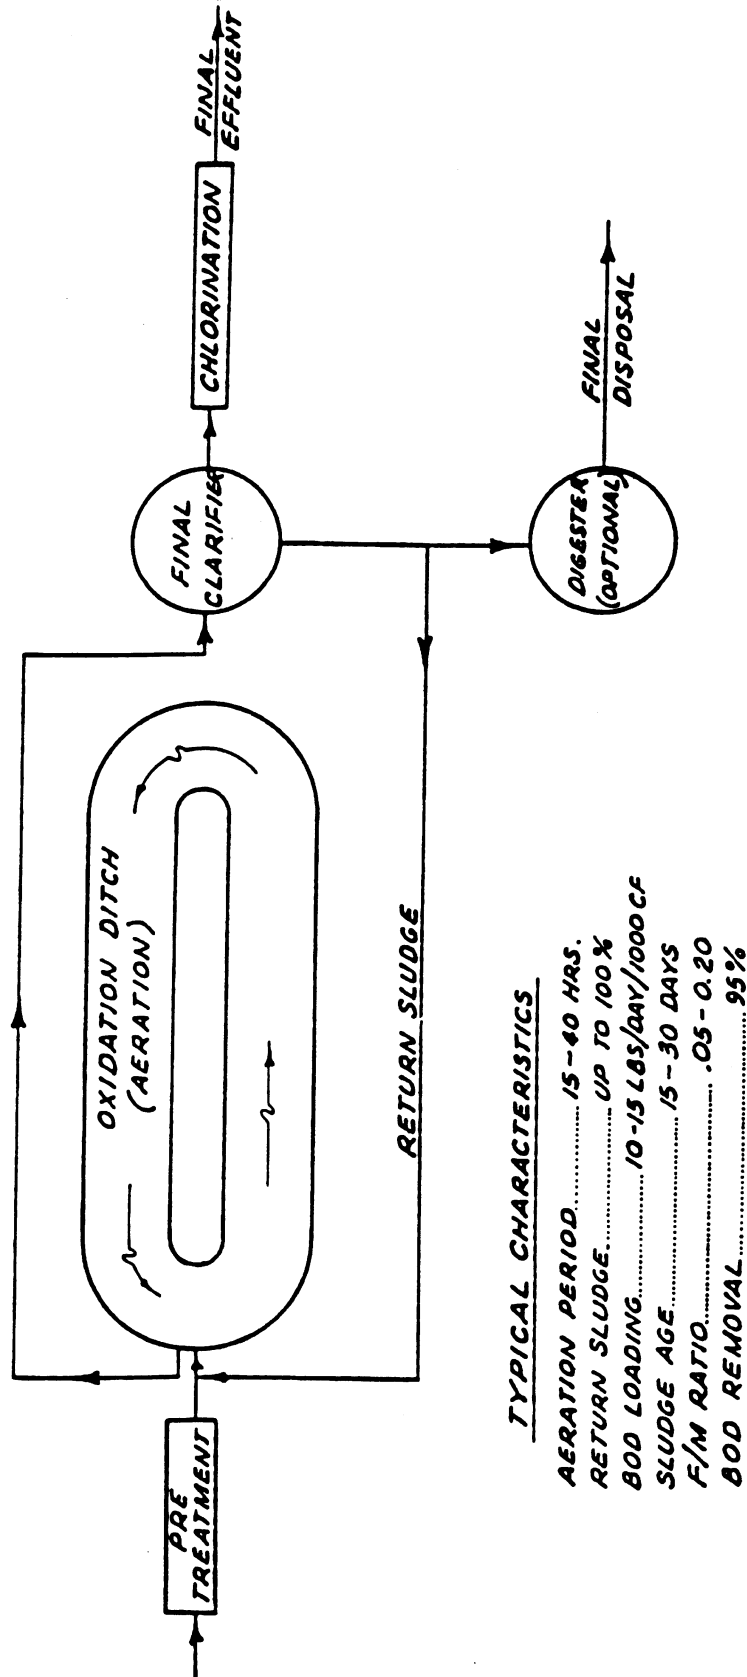 PRE
TREATMENT
OXIDATION DITCH
(AERATION)
RETURN SLUDGE
FINAL
CLARIFIER
CHLORINATION
FINAL
EFFLUENT
DIGESTER
(OPTIONAL)
FINAL
DISPOSAL
TYPICAL CHARACTERISTICS
AERATION PERIOD..........15-40 HRS.
RETURN SLUDGE..........UP TO 100%
BOD LOADING..........10-15 LBS/DAY/1000 CF
SLUDGE AGE..........15-30 DAYS
F/M RATIO...........05-0.20
BOD REMOVAL..........95%